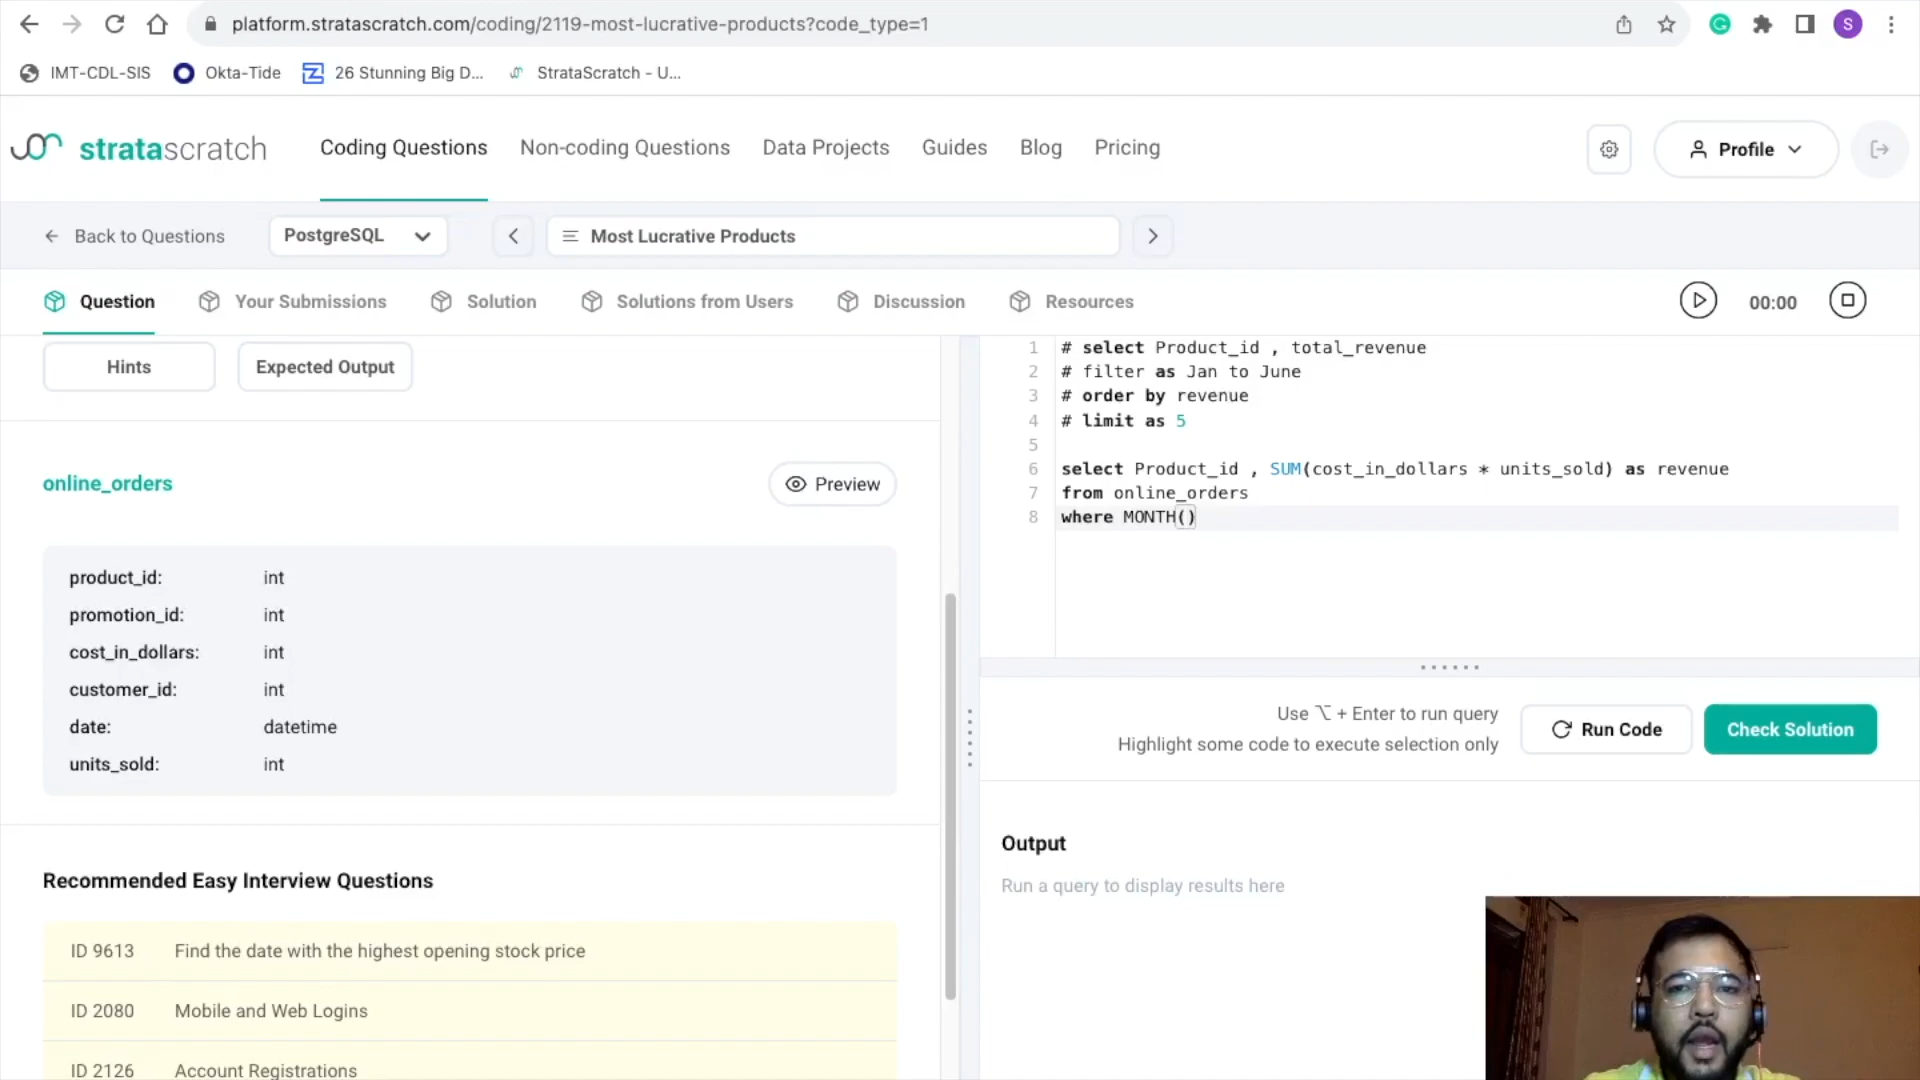 platform.stratascratch.com/coding/2119-most-lucrative-products?code_type=1
S
IMT-CDL-SIS Okta-Tide 26 Stunning Big D... StrataScratch - U...
stratascratch Coding Questions Non-coding Questions Data Projects Guides Blog Pricing Profile
Back to Questions PostgreSQL Most Lucrative Products
Question Your Submissions Solution Solutions from Users Discussion Resources 00:00
Hints Expected Output
online_orders Preview
product_id: int
promotion_id: int
cost_in_dollars: int
customer_id: int
date: datetime
units_sold: int
Recommended Easy Interview Questions
ID 9613 Find the date with the highest opening stock price
ID 2080 Mobile and Web Logins
ID 2126 Account Registrations
1 # select Product_id , total_revenue
2 # filter as Jan to June
3 # order by revenue
4 # limit as 5
5
6 select Product_id , SUM(cost_in_dollars * units_sold) as revenue
7 from online_orders
8 where MONTH()
Use ⌥ + Enter to run query
Highlight some code to execute selection only
Run Code Check Solution
Output
Run a query to display results here